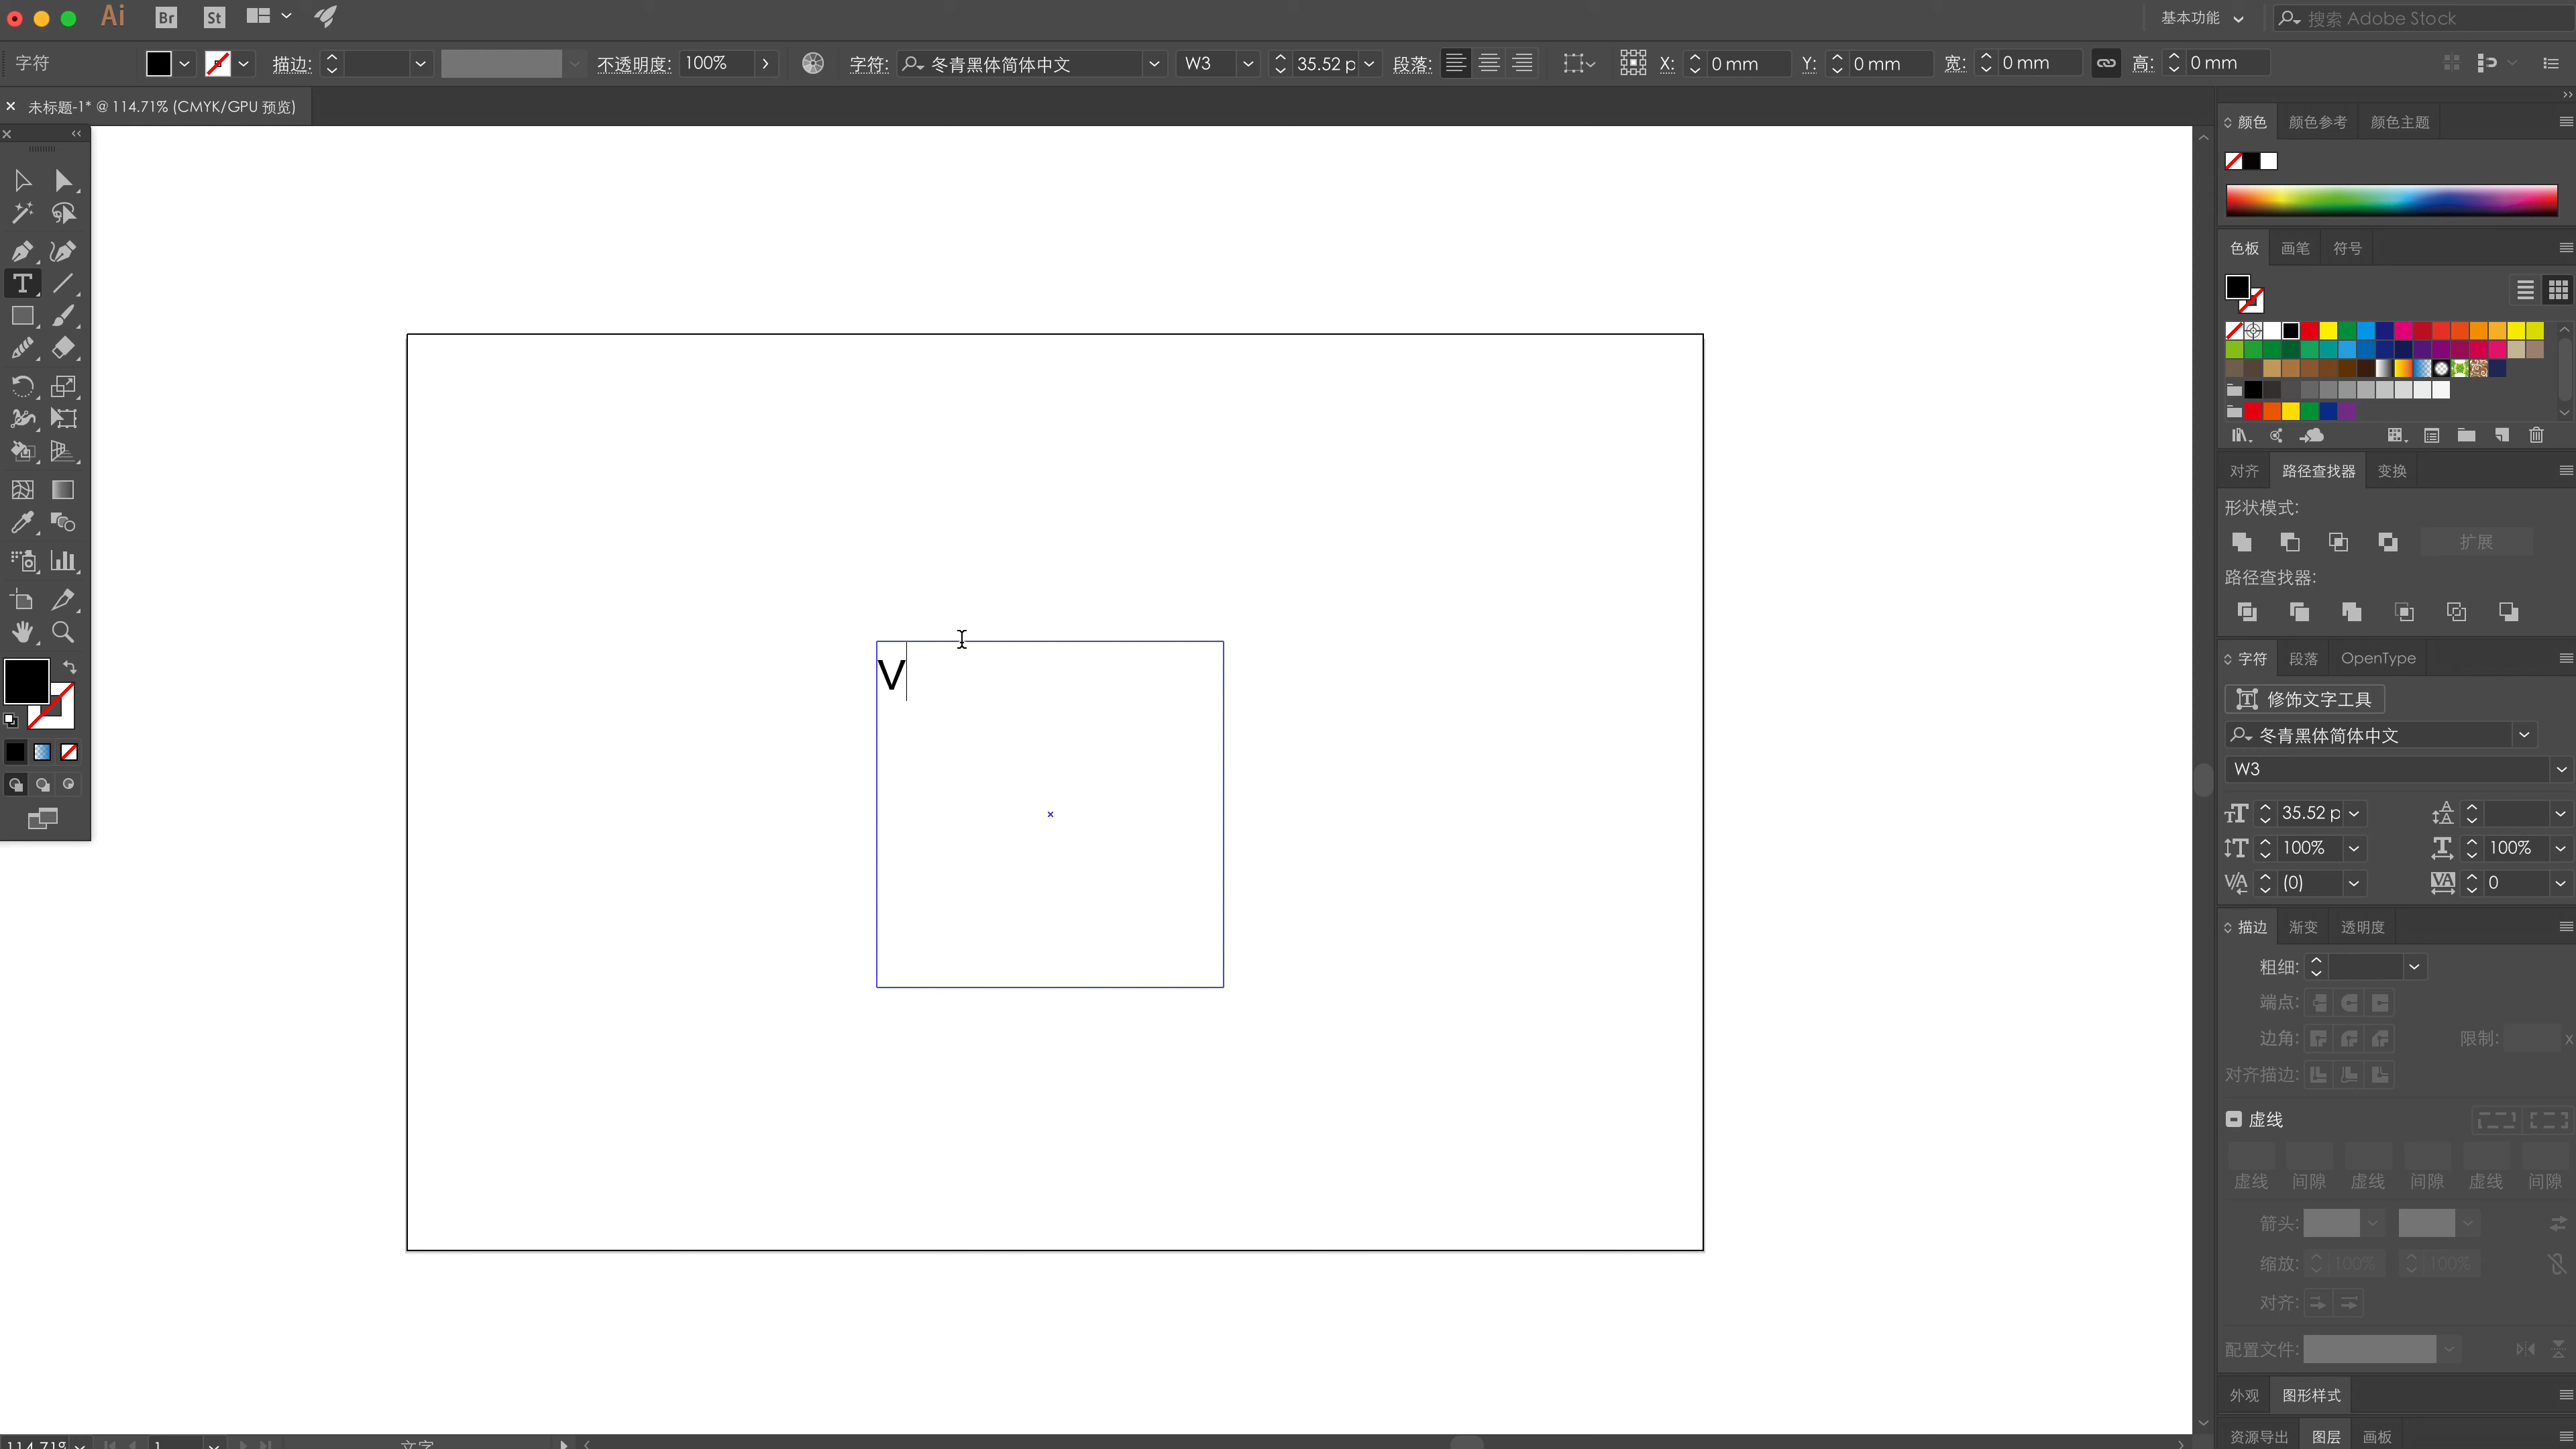 Ai Br St 基本功能 搜索 Adobe Stock
字符 描边: 不透明度: 100% 字符: 冬青黑体简体中文 W3 35.52 p 段落: X: 0 mm Y: 0 mm 宽: 0 mm 高: 0 mm
未标题-1* @ 114.71% (CMYK/GPU 预览)
颜色 颜色参考 颜色主题
色板 画笔 符号
对齐 路径查找器 变换
形状模式:
扩展
路径查找器:
字符 段落 OpenType
修饰文字工具
冬青黑体简体中文
W3
35.52 p
100% 100%
(0) 0
V
描边 渐变 透明度
粗细:
端点:
边角: 限制: x
对齐描边:
虚线
虚线 间隙 虚线 间隙 虚线 间隙
箭头:
缩放: 100% 100%
对齐:
配置文件:
外观 图形样式
资源导出 图层 画板
114.71% 1 文字